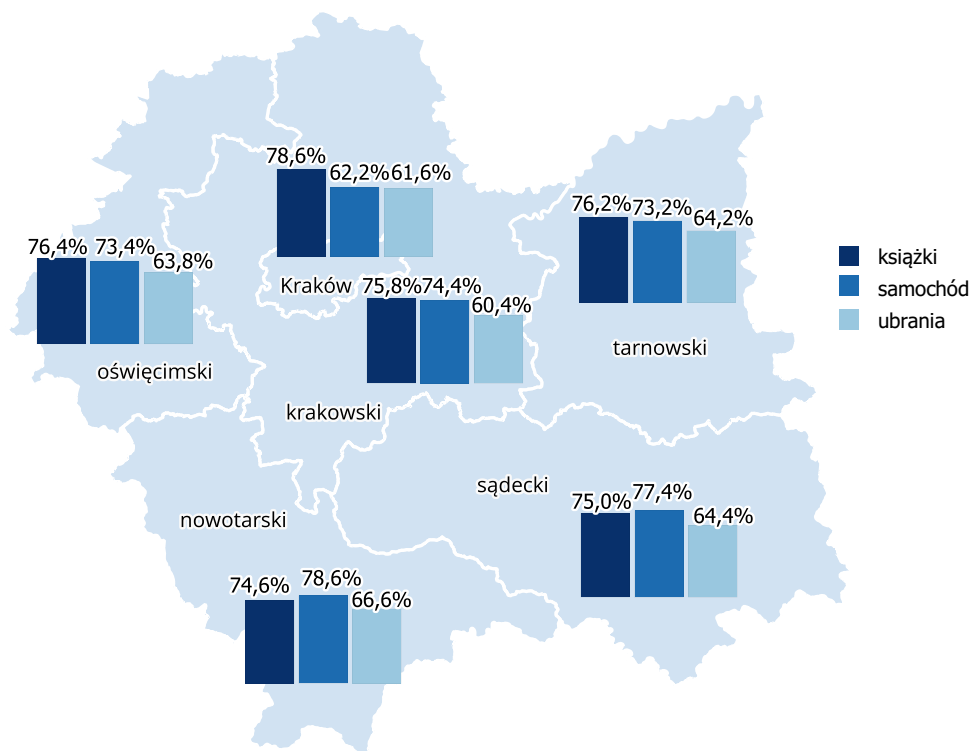 78,6%
62,2%
61,6%
Kraków
76,2%
73,2%
64,2%
tarnowski
76,4%
73,4%
63,8%
oświęcimski
75,8%
74,4%
60,4%
krakowski
książki
samochód
ubrania
sądecki
75,0%
77,4%
64,4%
nowotarski
74,6%
78,6%
66,6%